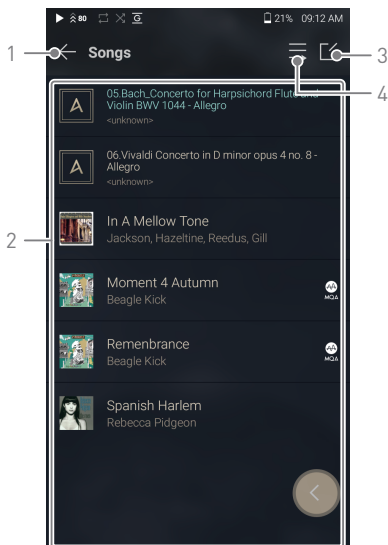 80 G 21% 09:12 AM
1 Songs 3
4
05.Bach_Concerto for Harpsichord Flute and
Violin BWV 1044 - Allegro
<unknown>
06.Vivaldi Concerto in D minor opus 4 no. 8 -
Allegro
<unknown>
In A Mellow Tone
2
Jackson, Hazeltine, Reedus, Gill
Moment 4 Autumn
Beagle Kick
MQA
Remenbrance
Beagle Kick
MQA
Spanish Harlem
Rebecca Pidgeon